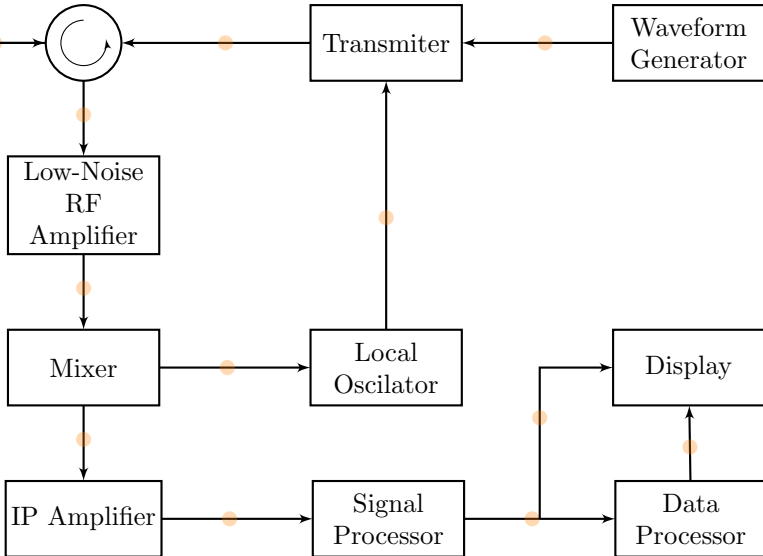 Transmiter
Waveform
Generator
Low-Noise
RF
Amplifier
Mixer
Local
Oscilator
Display
IP Amplifier
Signal
Processor
Data
Processor